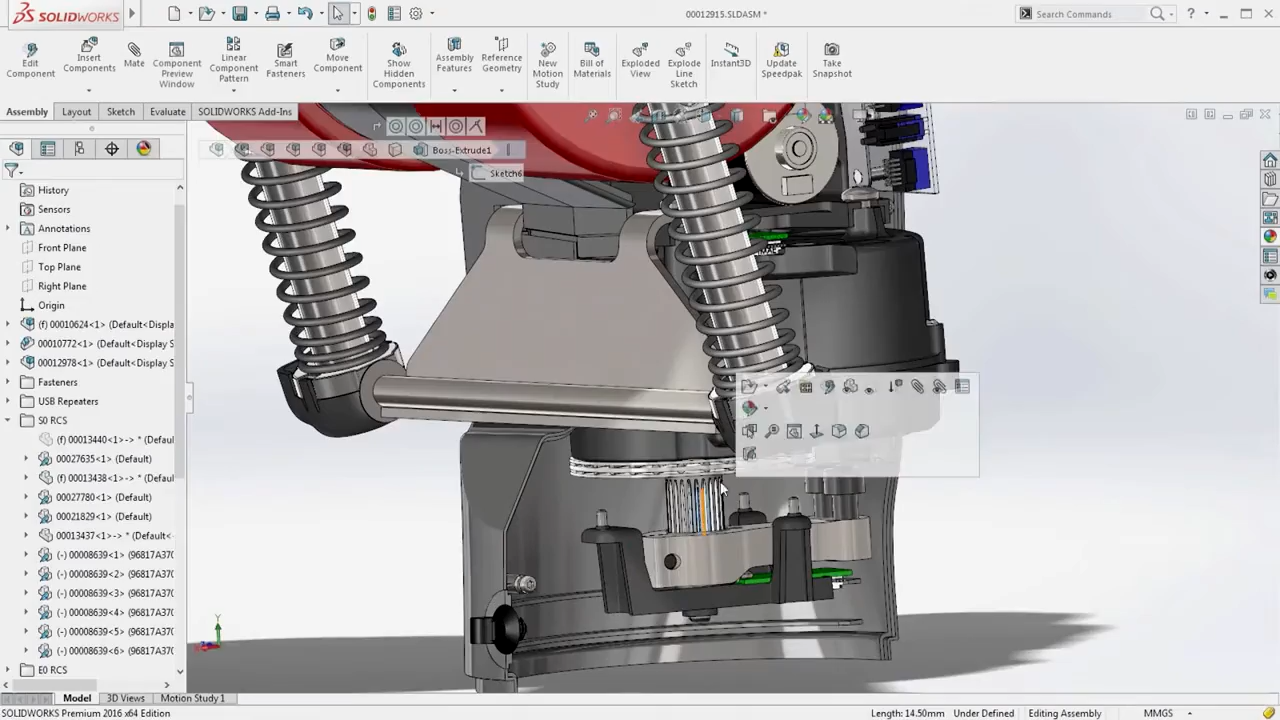 SOLIDWORKS
00012915.SLDASM *
Search Commands
?
Edit Component
Insert Components
Mate
Component Preview Window
Linear Component Pattern
Smart Fasteners
Move Component
Show Hidden Components
Assembly Features
Reference Geometry
New Motion Study
Bill of Materials
Exploded View
Explode Line Sketch
Instant3D
Update Speedpak
Take Snapshot
Assembly
Layout
Sketch
Evaluate
SOLIDWORKS Add-Ins
Boss-Extrude1
Sketch6
History
Sensors
Annotations
Front Plane
Top Plane
Right Plane
Origin
(f) 00010624<1> (Default<Displa
00010772<1> (Default<Display S
00012978<1> (Default<Display S
Fasteners
USB Repeaters
S0 RCS
(f) 00013440<1>-> * (Defaul
00027635<1> (Default)
(f) 00013438<1>-> * (Defaul
00027780<1> (Default)
00021829<1> (Default)
00013437<1>-> * (Default<
(-) 00008639<1> (96817A37(
(-) 00008639<2> (96817A37(
(-) 00008639<3> (96817A37(
(-) 00008639<4> (96817A37(
(-) 00008639<5> (96817A37(
(-) 00008639<6> (96817A37(
E0 RCS
Y
Model
3D Views
Motion Study 1
SOLIDWORKS Premium 2016 x64 Edition
Length: 14.50mm
Under Defined
Editing Assembly
MMGS